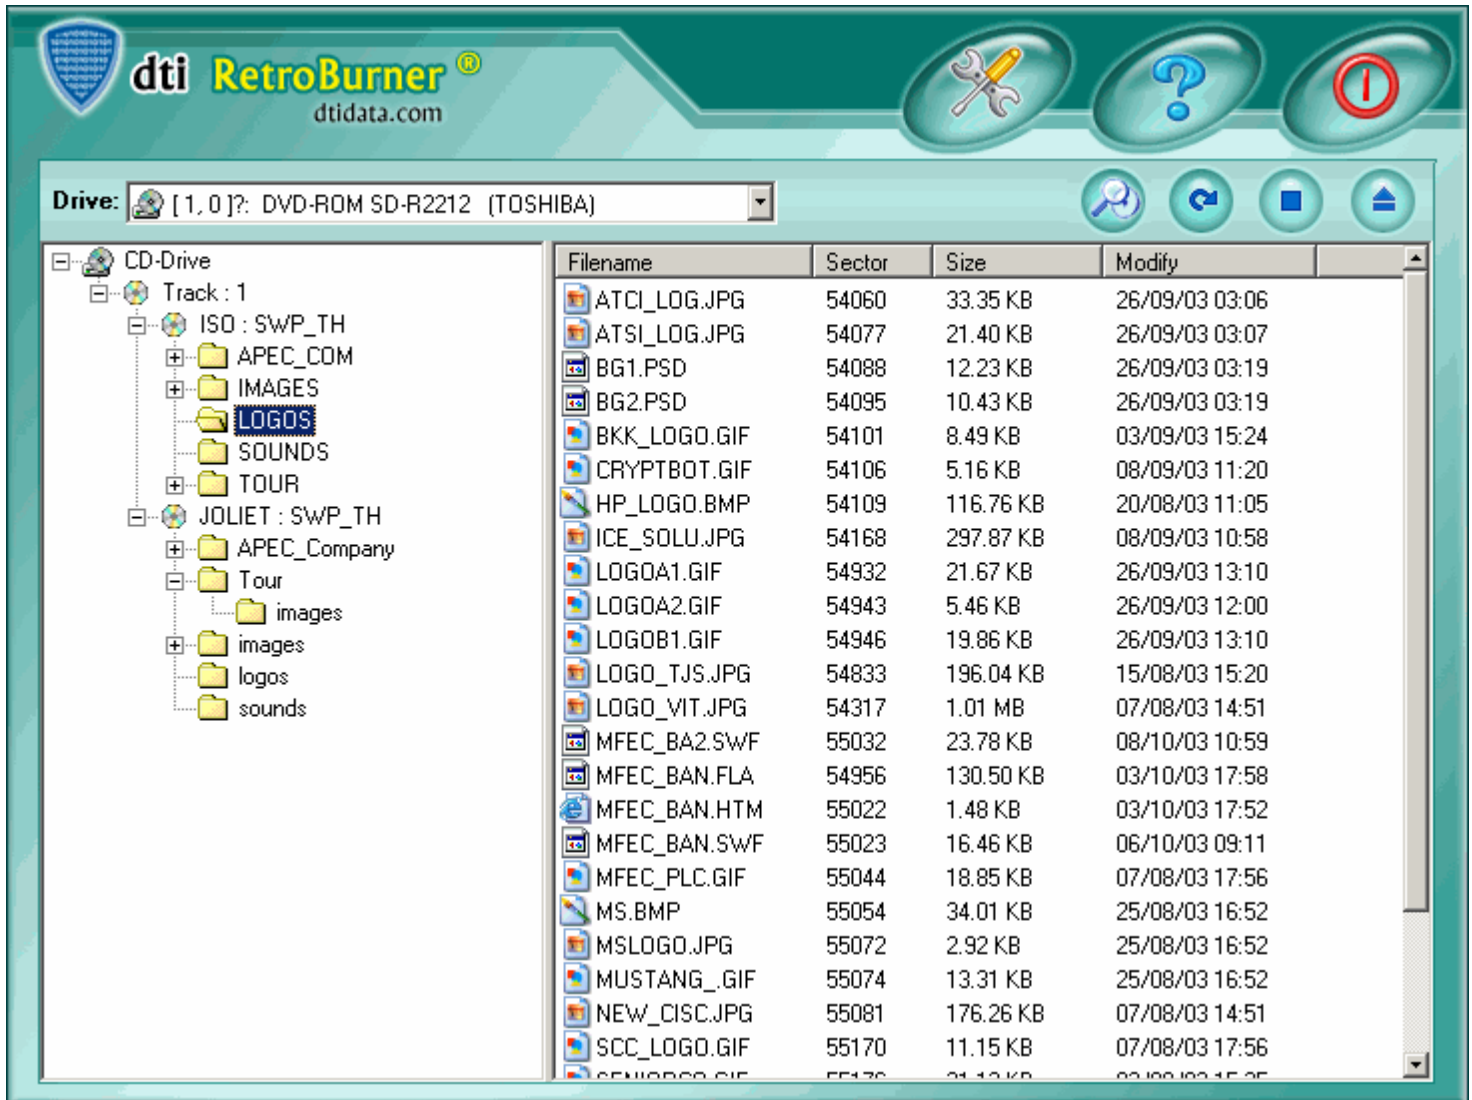 dti RetroBurner ®
dtidata.com
Drive: [ 1, 0 ]?: DVD-ROM SD-R2212 (TOSHIBA)
CD-Drive
Track : 1
ISO : SWP_TH
APEC_COM
IMAGES
LOGOS
SOUNDS
TOUR
JOLIET : SWP_TH
APEC_Company
Tour
images
images
logos
sounds
Filename Sector Size Modify
ATCI_LOG.JPG 54060 33.35 KB 26/09/03 03:06
ATSI_LOG.JPG 54077 21.40 KB 26/09/03 03:07
BG1.PSD 54088 12.23 KB 26/09/03 03:19
BG2.PSD 54095 10.43 KB 26/09/03 03:19
BKK_LOGO.GIF 54101 8.49 KB 03/09/03 15:24
CRYPTBOT.GIF 54106 5.16 KB 08/09/03 11:20
HP_LOGO.BMP 54109 116.76 KB 20/08/03 11:05
ICE_SOLU.JPG 54168 297.87 KB 08/09/03 10:58
LOGOA1.GIF 54932 21.67 KB 26/09/03 13:10
LOGOA2.GIF 54943 5.46 KB 26/09/03 12:00
LOGOB1.GIF 54946 19.86 KB 26/09/03 13:10
LOGO_TJS.JPG 54833 196.04 KB 15/08/03 15:20
LOGO_VIT.JPG 54317 1.01 MB 07/08/03 14:51
MFEC_BA2.SWF 55032 23.78 KB 08/10/03 10:59
MFEC_BAN.FLA 54956 130.50 KB 03/10/03 17:58
MFEC_BAN.HTM 55022 1.48 KB 03/10/03 17:52
MFEC_BAN.SWF 55023 16.46 KB 06/10/03 09:11
MFEC_PLC.GIF 55044 18.85 KB 07/08/03 17:56
MS.BMP 55054 34.01 KB 25/08/03 16:52
MSLOGO.JPG 55072 2.92 KB 25/08/03 16:52
MUSTANG_.GIF 55074 13.31 KB 25/08/03 16:52
NEW_CISC.JPG 55081 176.26 KB 07/08/03 14:51
SCC_LOGO.GIF 55170 11.15 KB 07/08/03 17:56